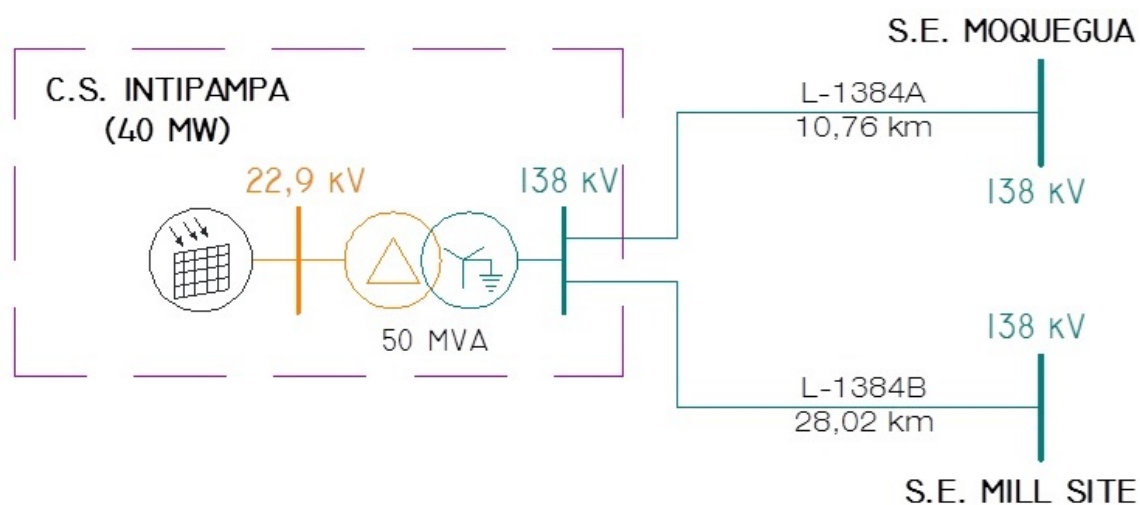 S.E. MOQUEGUA
C.S. INTIPAMPA
(40 MW)
L-1384A
10,76 km
22,9 kV
138 kV
138 kV
50 MVA
138 kV
L-1384B
28,02 km
S.E. MILL SITE